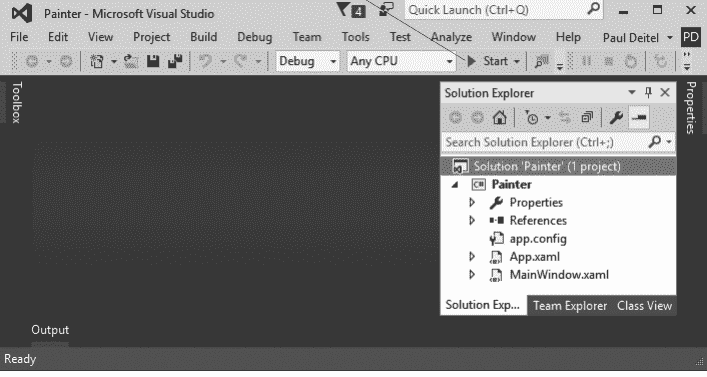 Painter - Microsoft Visual Studio
4
Quick Launch (Ctrl+Q)
File Edit View Project Build Debug Team Tools Test Analyze Window Help Paul Deitel PD
Debug Any CPU Start
Toolbox
Solution Explorer
Properties
Search Solution Explorer (Ctrl+;)
Solution 'Painter' (1 project)
C# Painter
Properties
References
app.config
App.xaml
MainWindow.xaml
Solution Exp... Team Explorer Class View
Output
Ready